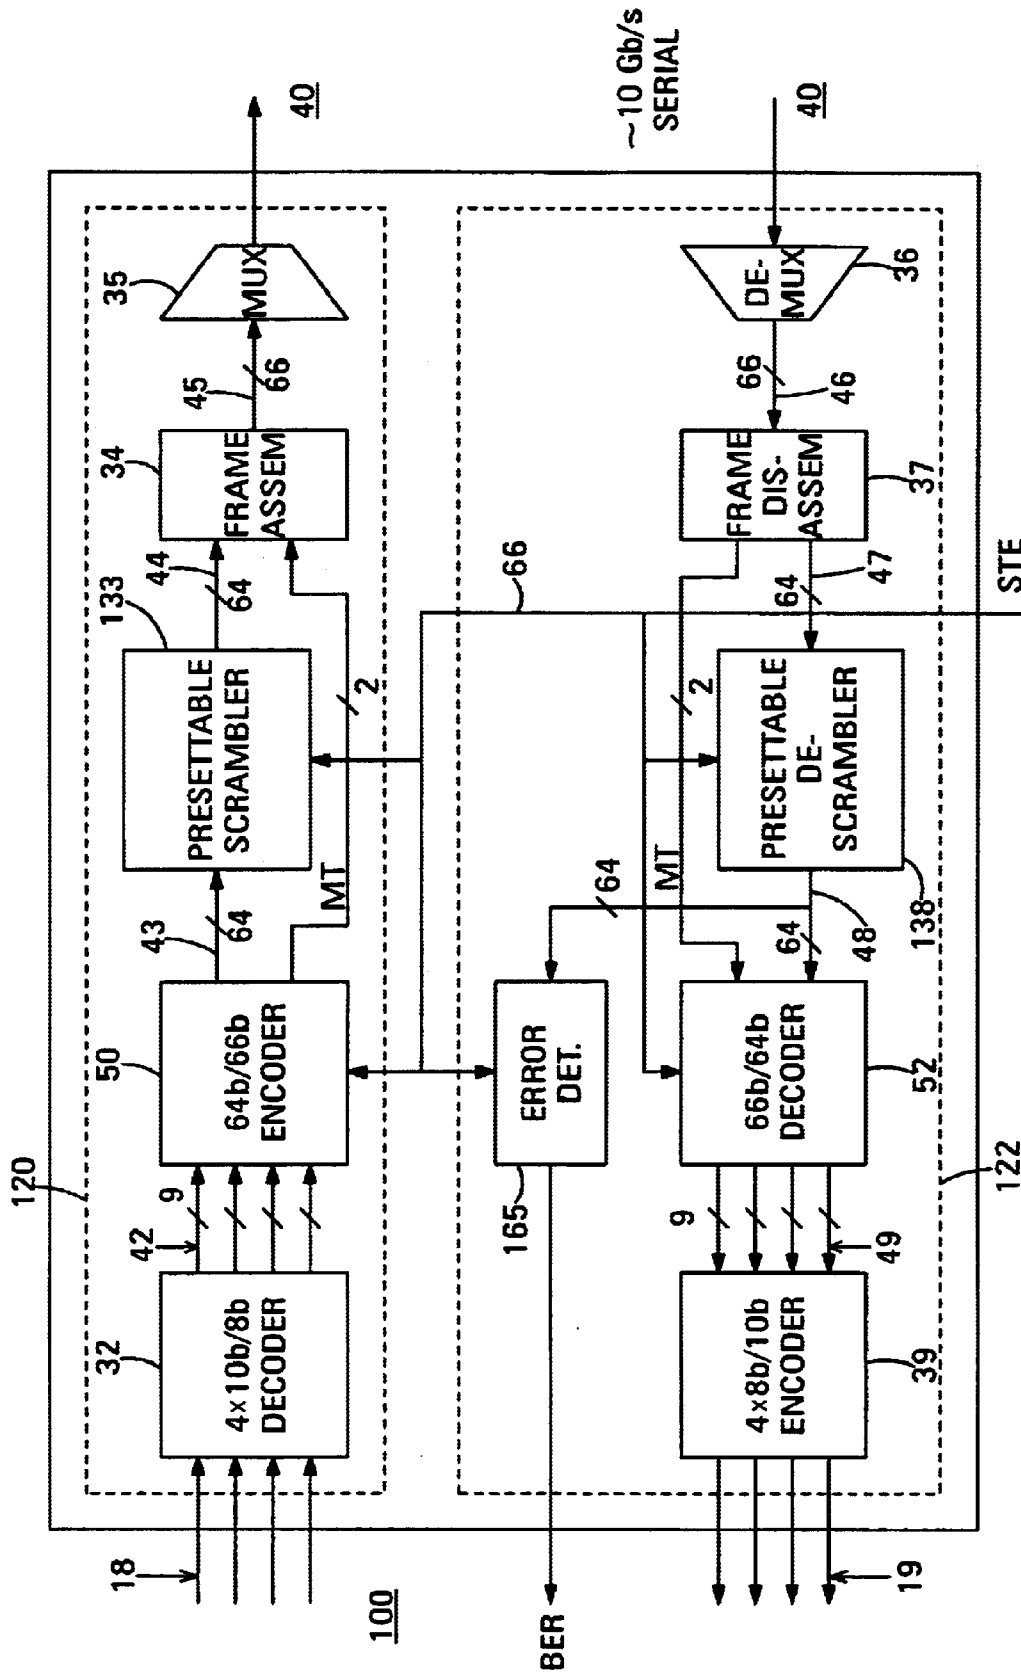 120
18
32
4×10b/8b
DECODER
42
9
50
64b/66b
ENCODER
43
64
MT
133
PRESETTABLE
SCRAMBLER
44
64
2
34
FRAME
ASSEM
45
66
35
MUX
40
100
66
~10 Gb/s
SERIAL
BER
165
ERROR
DET.
64
MT
2
19
39
4×8b/10b
ENCODER
9
49
52
66b/64b
DECODER
64
48
138
PRESETTABLE
DE-
SCRAMBLER
64
47
37
FRAME
DIS-
ASSEM
66
46
36
DE-
MUX
40
122
STE